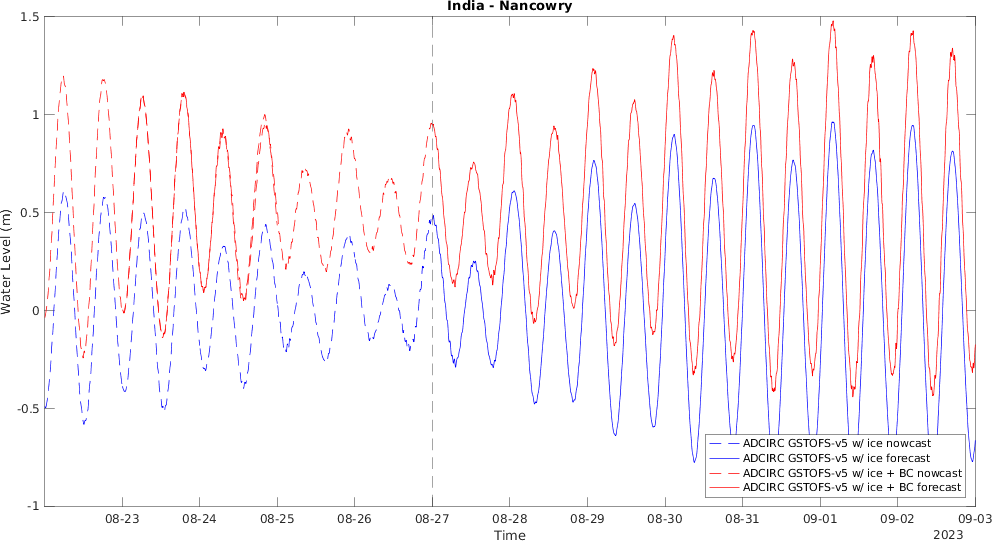 India - Nancowry
1.5
1
0.5
0
-0.5
-1
Water Level (m)
ADCIRC GSTOFS-v5 w/ ice nowcast
ADCIRC GSTOFS-v5 w/ ice forecast
ADCIRC GSTOFS-v5 w/ ice + BC nowcast
ADCIRC GSTOFS-v5 w/ ice + BC forecast
08-23 08-24 08-25 08-26 08-27 08-28 08-29 08-30 08-31 09-01 09-02 09-03
Time
2023